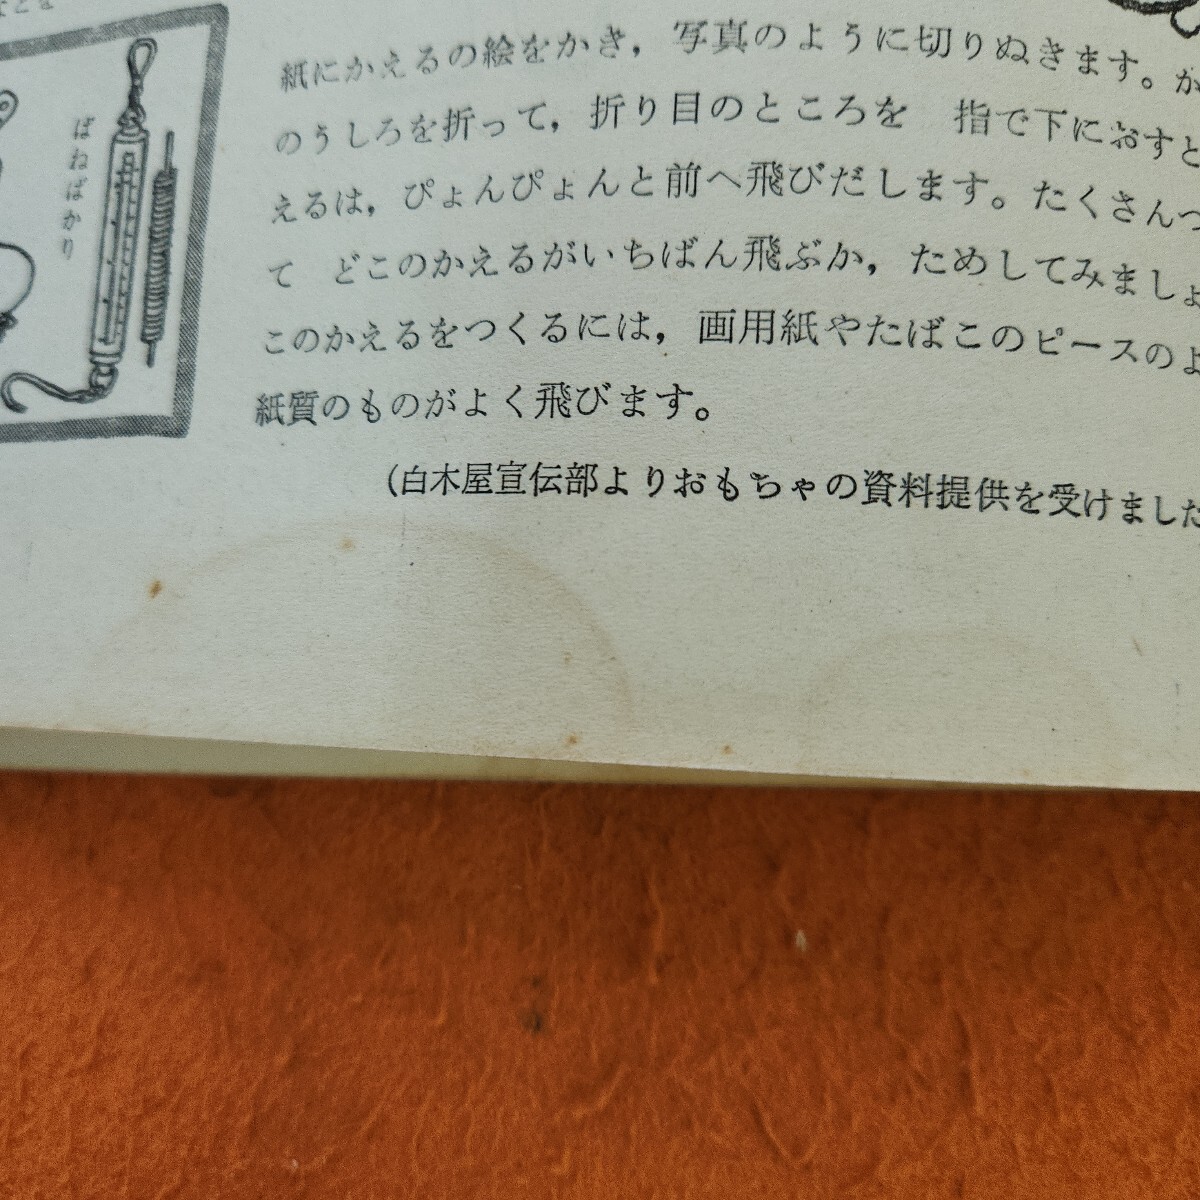 紙にかえるの絵をかき，写真のように切りぬきます。か
のうしろを折って，折り目のところを　指で下におすと
えるは，ぴょんぴょんと前へ飛びだします。たくさんつ
て　どこのかえるがいちばん飛ぶか，ためしてみましょ
このかえるをつくるには，画用紙やたばこのピースのよ
紙質のものがよく飛びます。
(白木屋宣伝部よりおもちゃの資料提供を受けました
ばねばかり